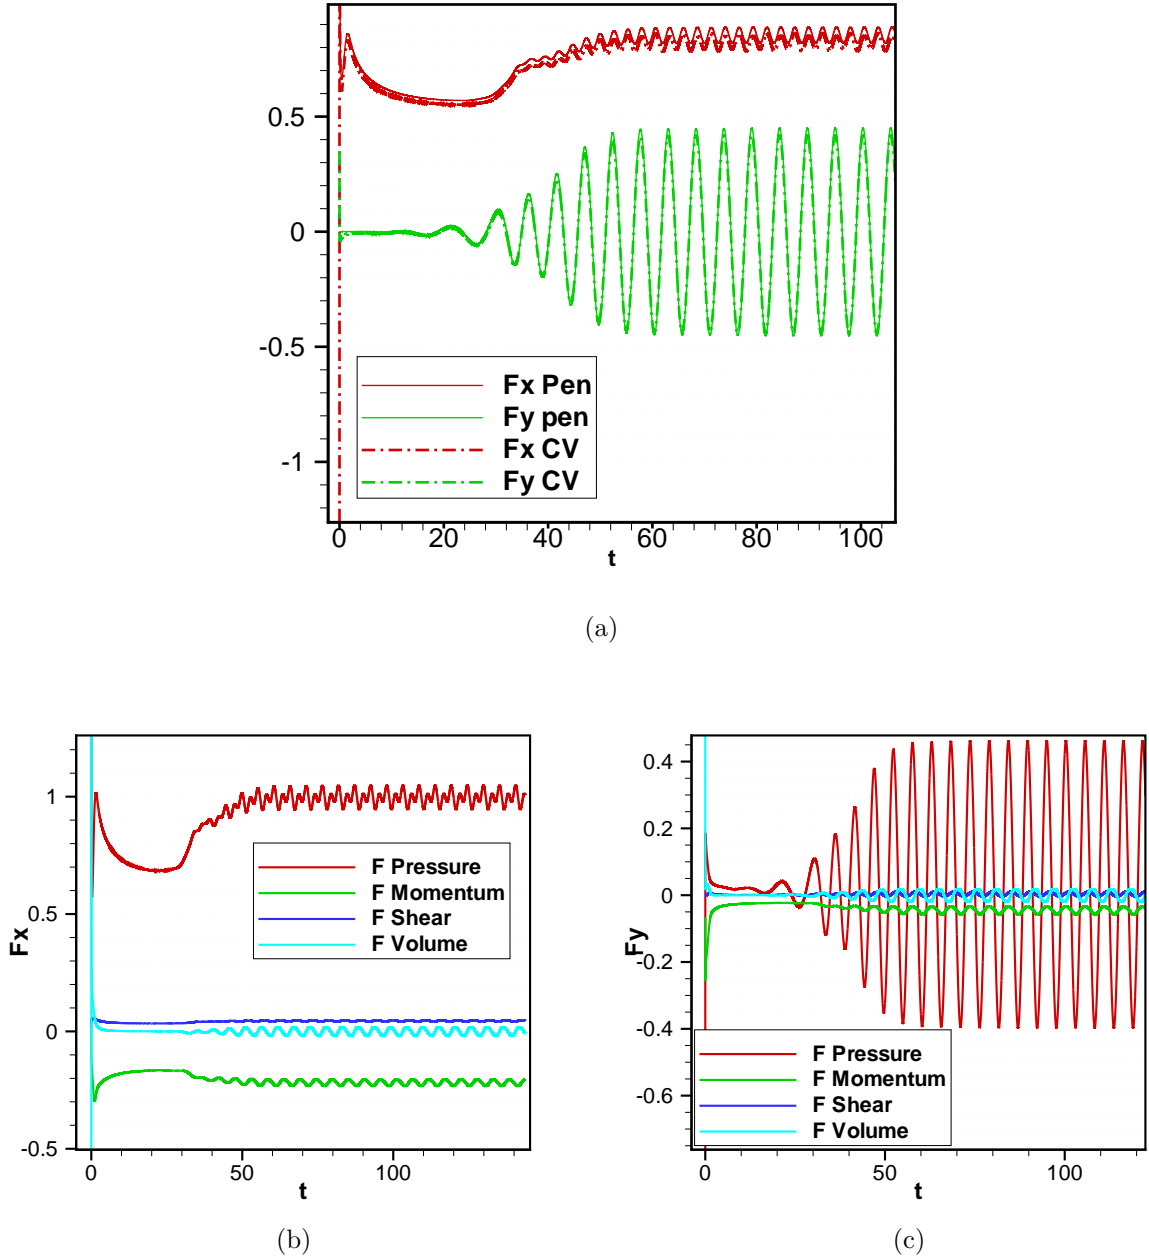 0.5
0
-0.5
-1
Fx Pen
Fy pen
Fx CV
Fy CV
0 20 40 60 80 100
t
(a)
Fx
1
0.5
0
-0.5
F Pressure
F Momentum
F Shear
F Volume
0 50 100
t
(b)
Fy
0.4
0.2
0
-0.2
-0.4
-0.6
F Pressure
F Momentum
F Shear
F Volume
0 50 100
t
(c)